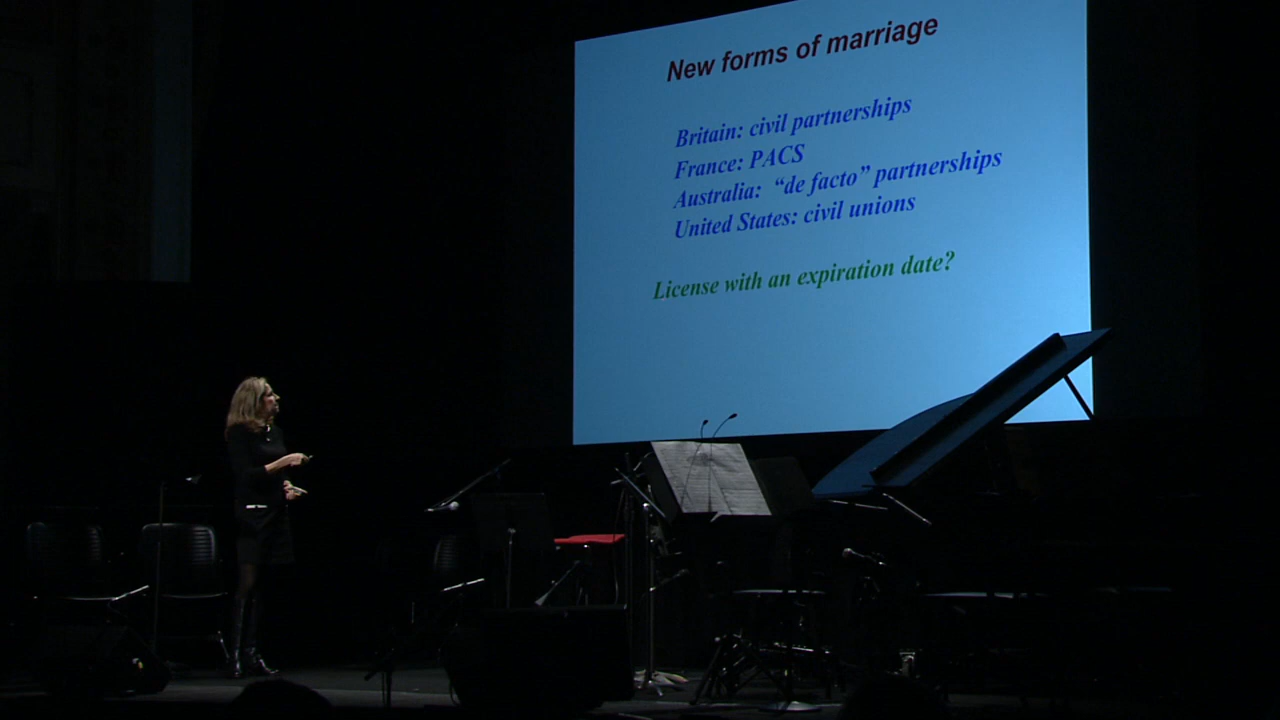 New forms of marriage
Britain: civil partnerships
France: PACS
Australia: “de facto” partnerships
United States: civil unions
License with an expiration date?